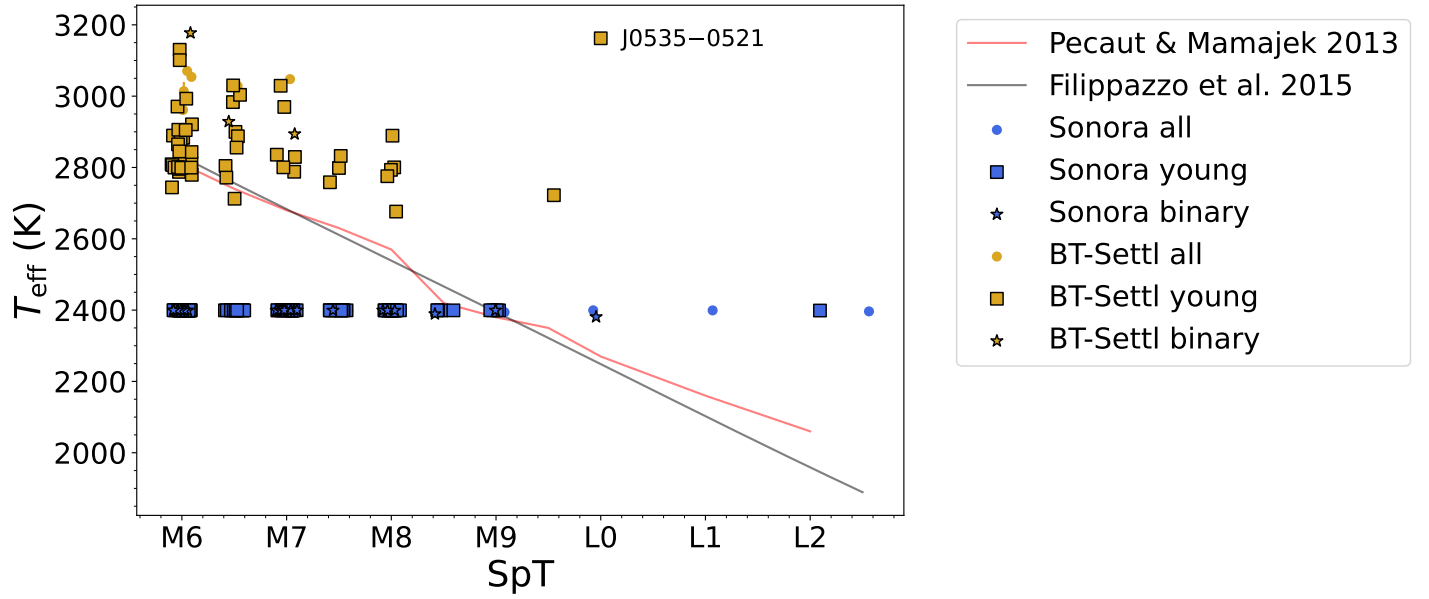 3200
3000
2800
2600
2400
2200
2000
T_eff (K)
J0535−0521
M6 M7 M8 M9 L0 L1 L2
SpT
Pecaut & Mamajek 2013
Filippazzo et al. 2015
Sonora all
Sonora young
Sonora binary
BT-Settl all
BT-Settl young
BT-Settl binary